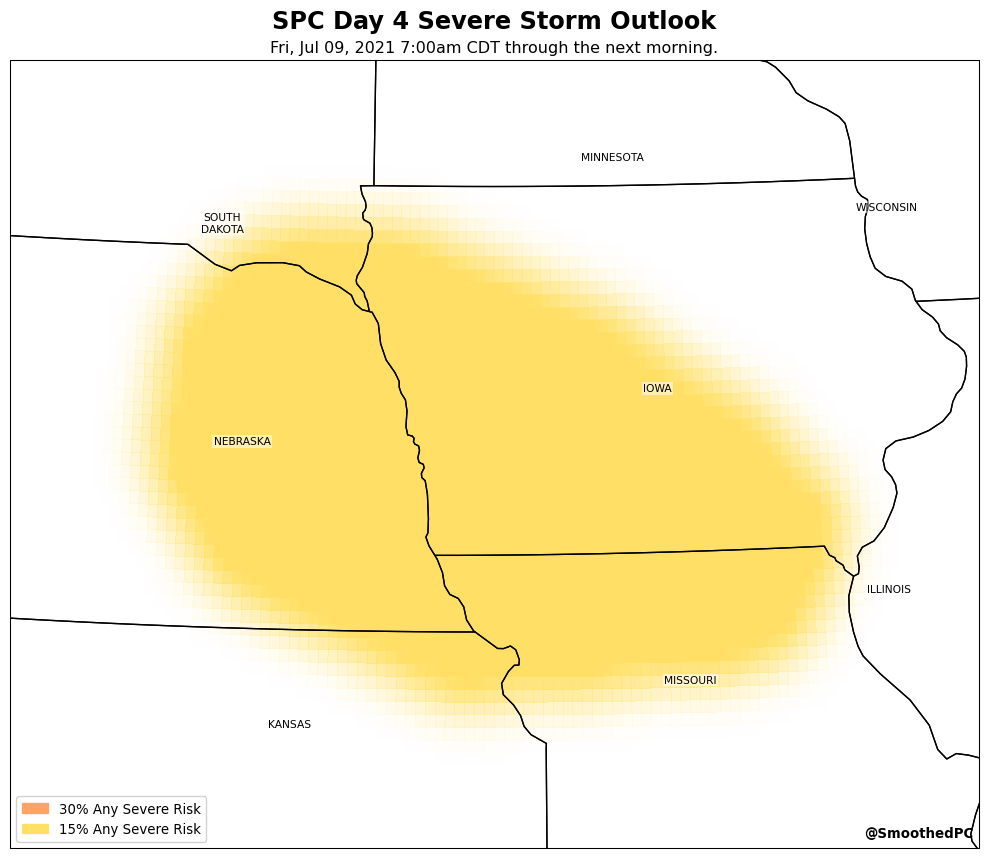 SPC Day 4 Severe Storm Outlook
Fri, Jul 09, 2021 7:00am CDT through the next morning.
MINNESOTA
WISCONSIN
SOUTH
DAKOTA
IOWA
NEBRASKA
ILLINOIS
MISSOURI
KANSAS
30% Any Severe Risk
15% Any Severe Risk
@SmoothedPC